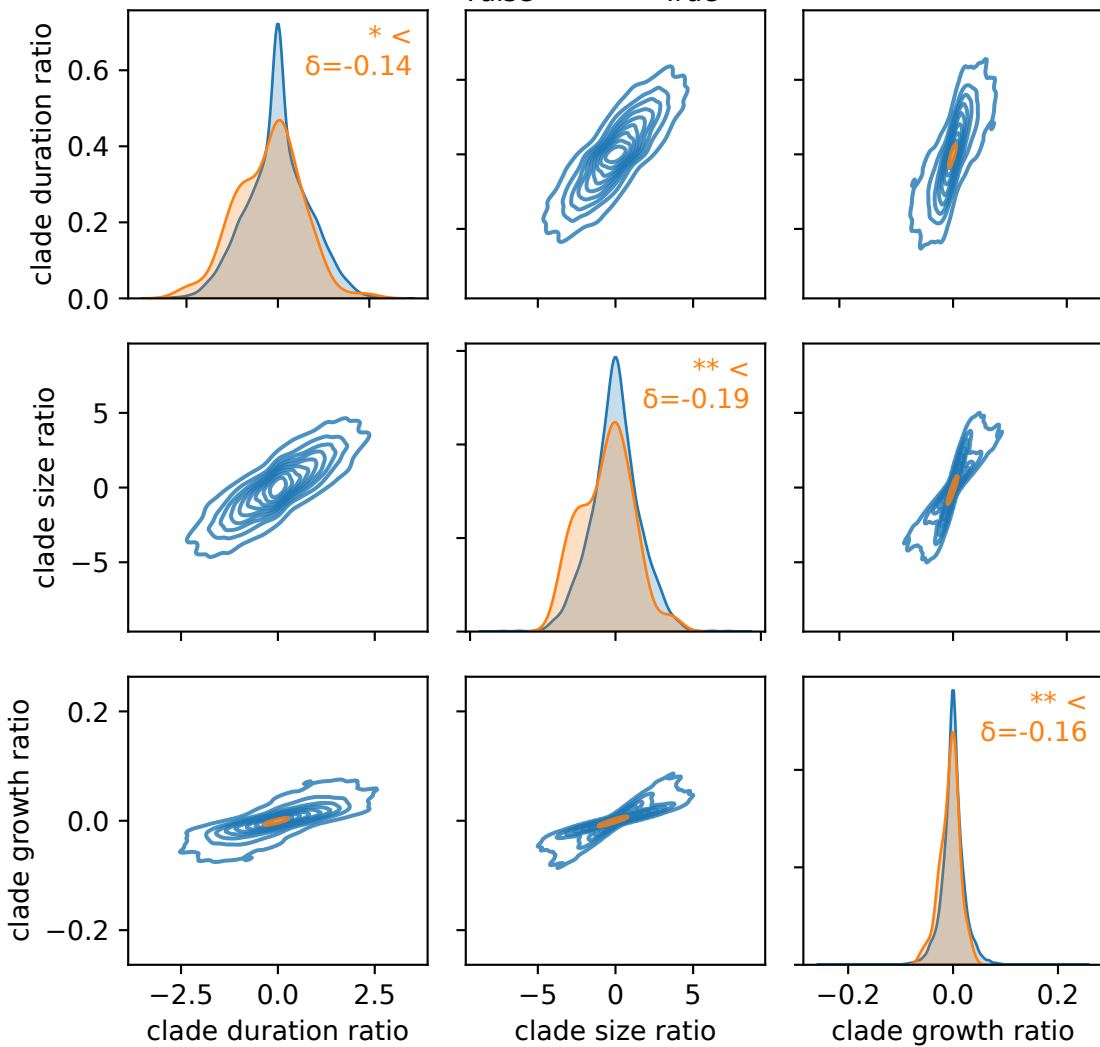 clade duration ratio
0.6
0.4
0.2
0.0
* <
δ=-0.14
clade size ratio
5
0
−5
** <
δ=-0.19
clade growth ratio
0.2
0.0
−0.2
** <
δ=-0.16
−2.5 0.0 2.5
−5 0 5
−0.2 0.0 0.2
clade duration ratio
clade size ratio
clade growth ratio